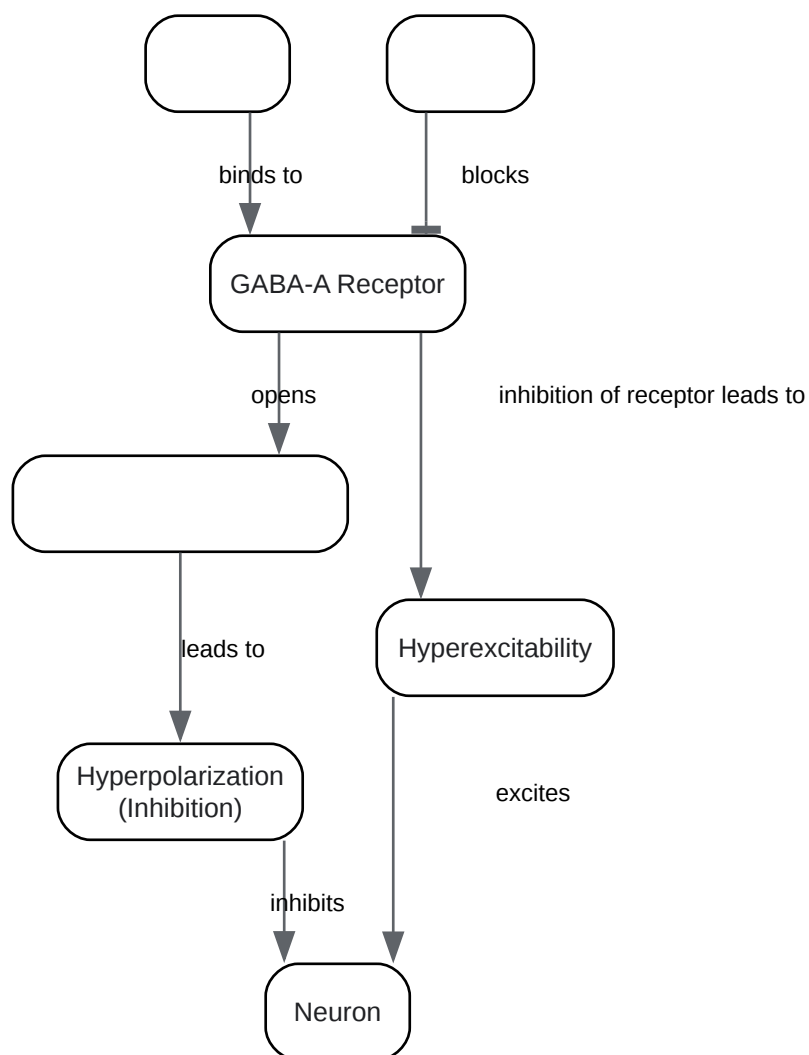 binds to
blocks
GABA-A Receptor
opens
inhibition of receptor leads to
leads to
Hyperexcitability
Hyperpolarization
(Inhibition)
excites
inhibits
Neuron